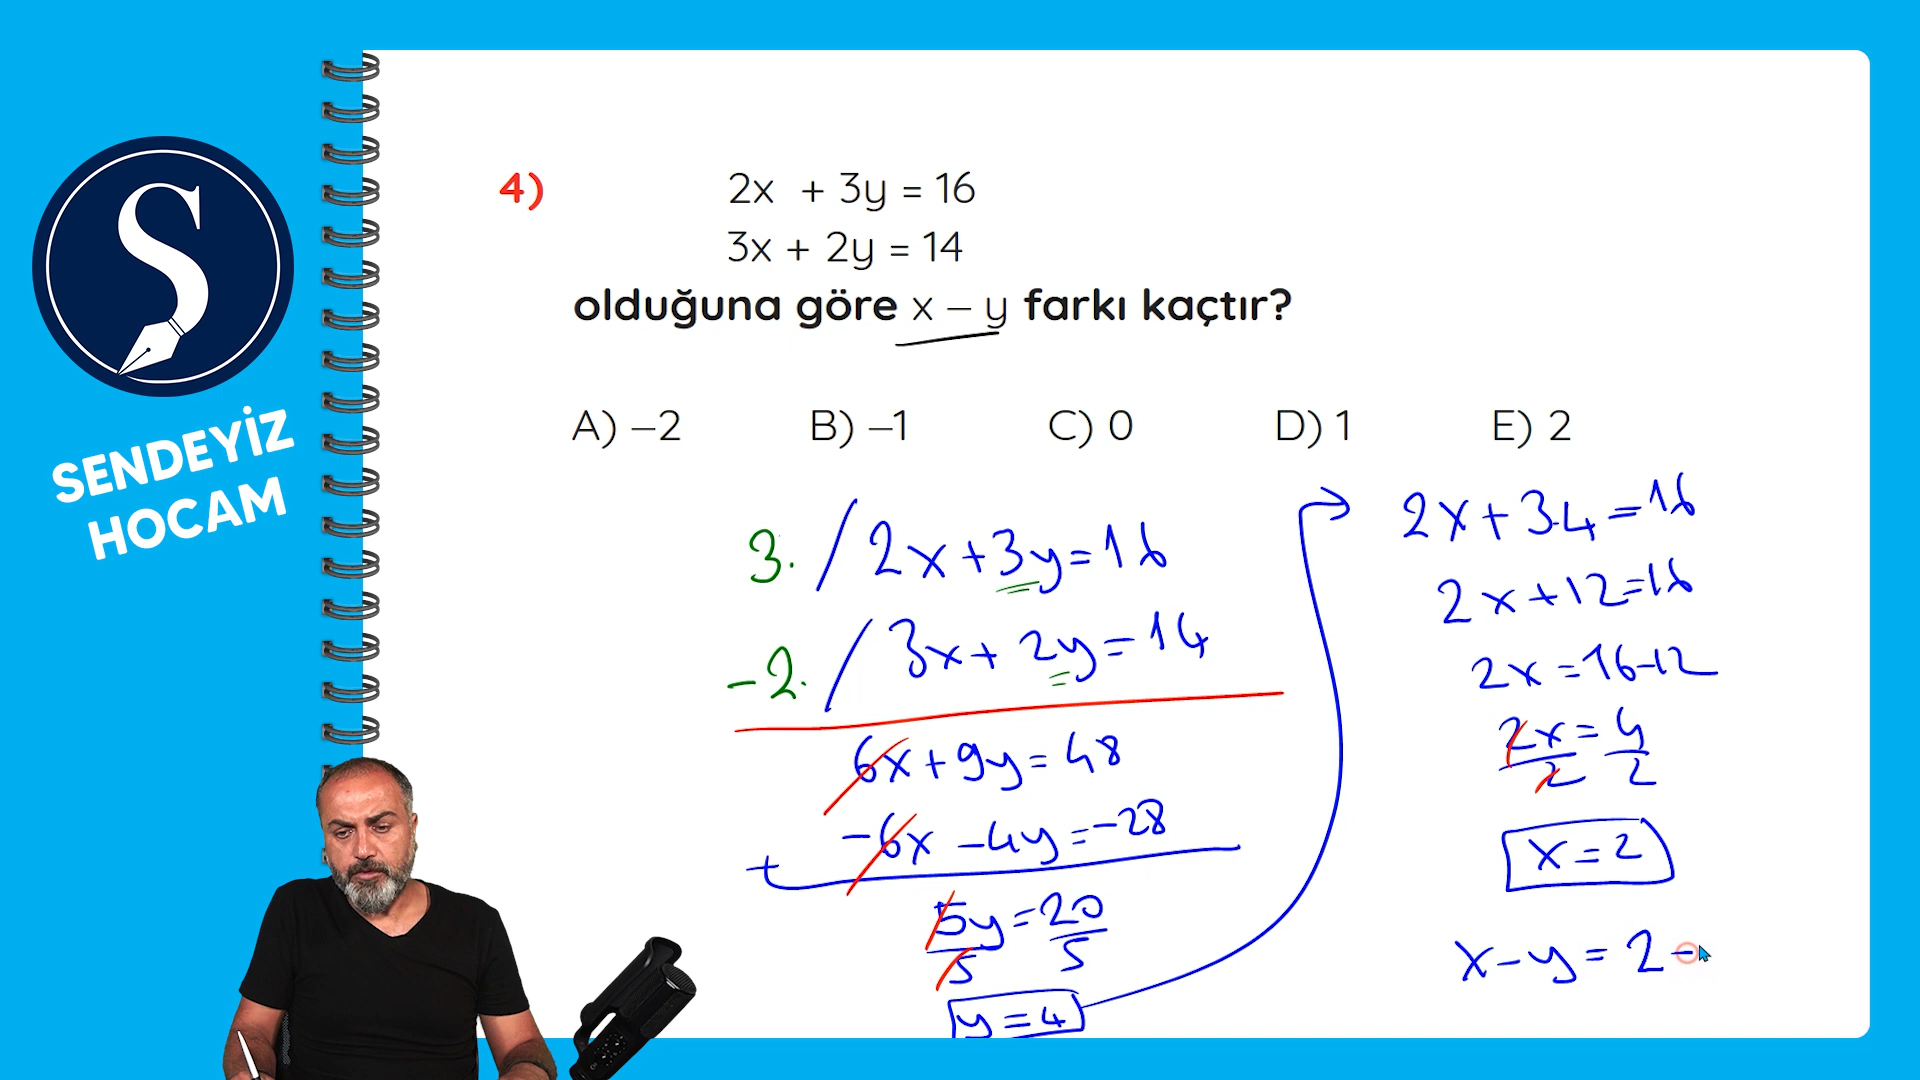 S
SENDEYİZ
HOCAM
4)
2x + 3y = 16
3x + 2y = 14
olduğuna göre x – y farkı kaçtır?
A) –2 B) –1 C) 0 D) 1 E) 2
3. / 2x+3y=16
-2. / 3x+2y=14
6x+9y=48
-6x-4y=-28
+
5y=20
5 5
y=4
2x+3.4=16
2x+12=16
2x=16-12
2x=4
2 2
x=2
x-y=2-